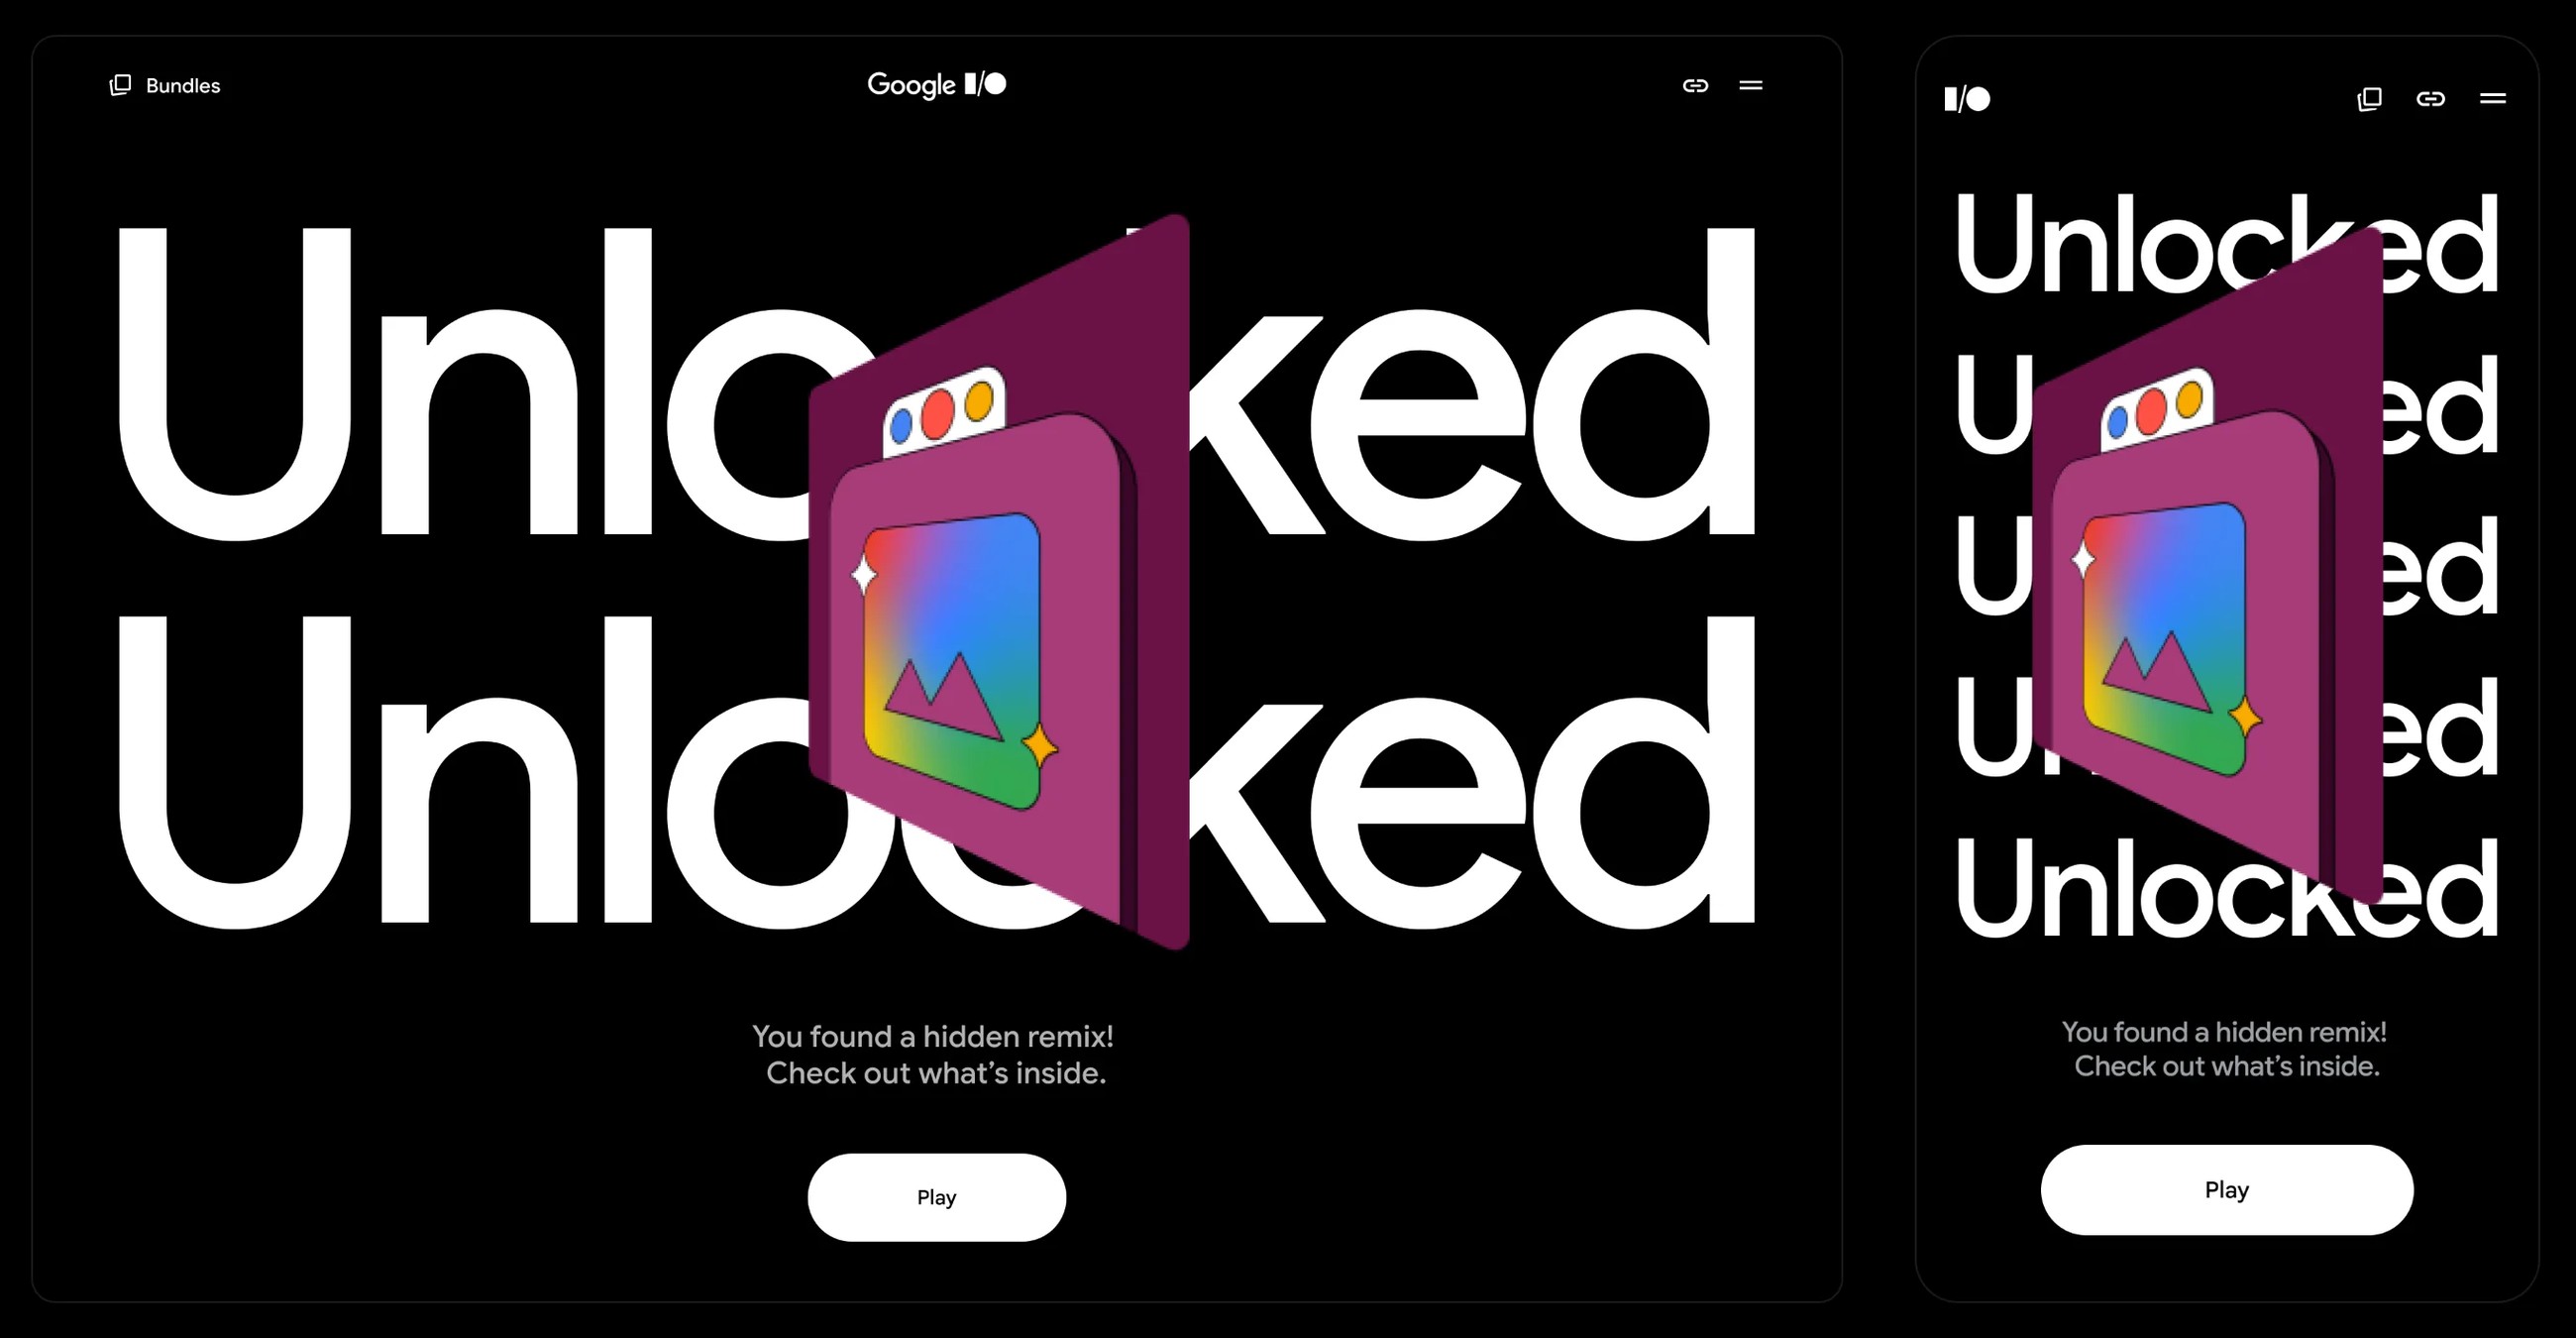 Bundles
Google I/O
Unlocked
Unlocked
You found a hidden remix!
Check out what’s inside.
Play
I/O
Unlocked
Unlocked
Unlocked
Unlocked
Unlocked
You found a hidden remix!
Check out what’s inside.
Play